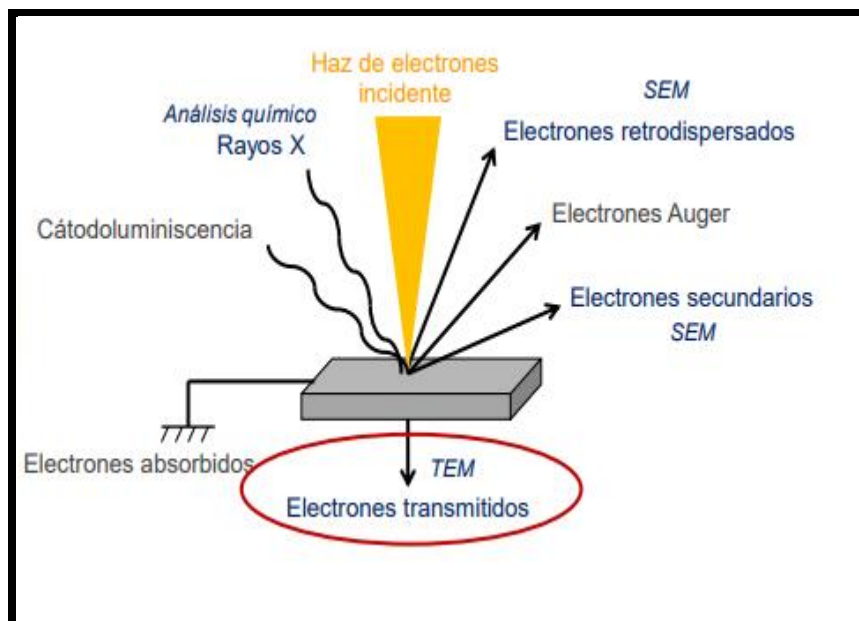 Haz de electrones
incidente
SEM
Análisis químico
Rayos X
Electrones retrodispersados
Cátodoluminiscencia
Electrones Auger
Electrones secundarios
SEM
Electrones absorbidos
TEM
Electrones transmitidos